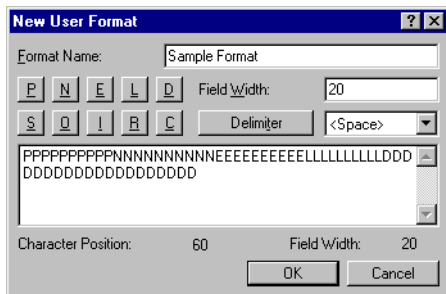 New User Format
Format Name: Sample Format
P N E L D Field Width: 20
S O I R C Delimiter <Space>
PPPPPPPPPPNNNNNNNNNNEEEEEEEEEELLLLLLLLLLDDD
DDDDDDDDDDDDDDDDD
Character Position: 60 Field Width: 20
OK Cancel